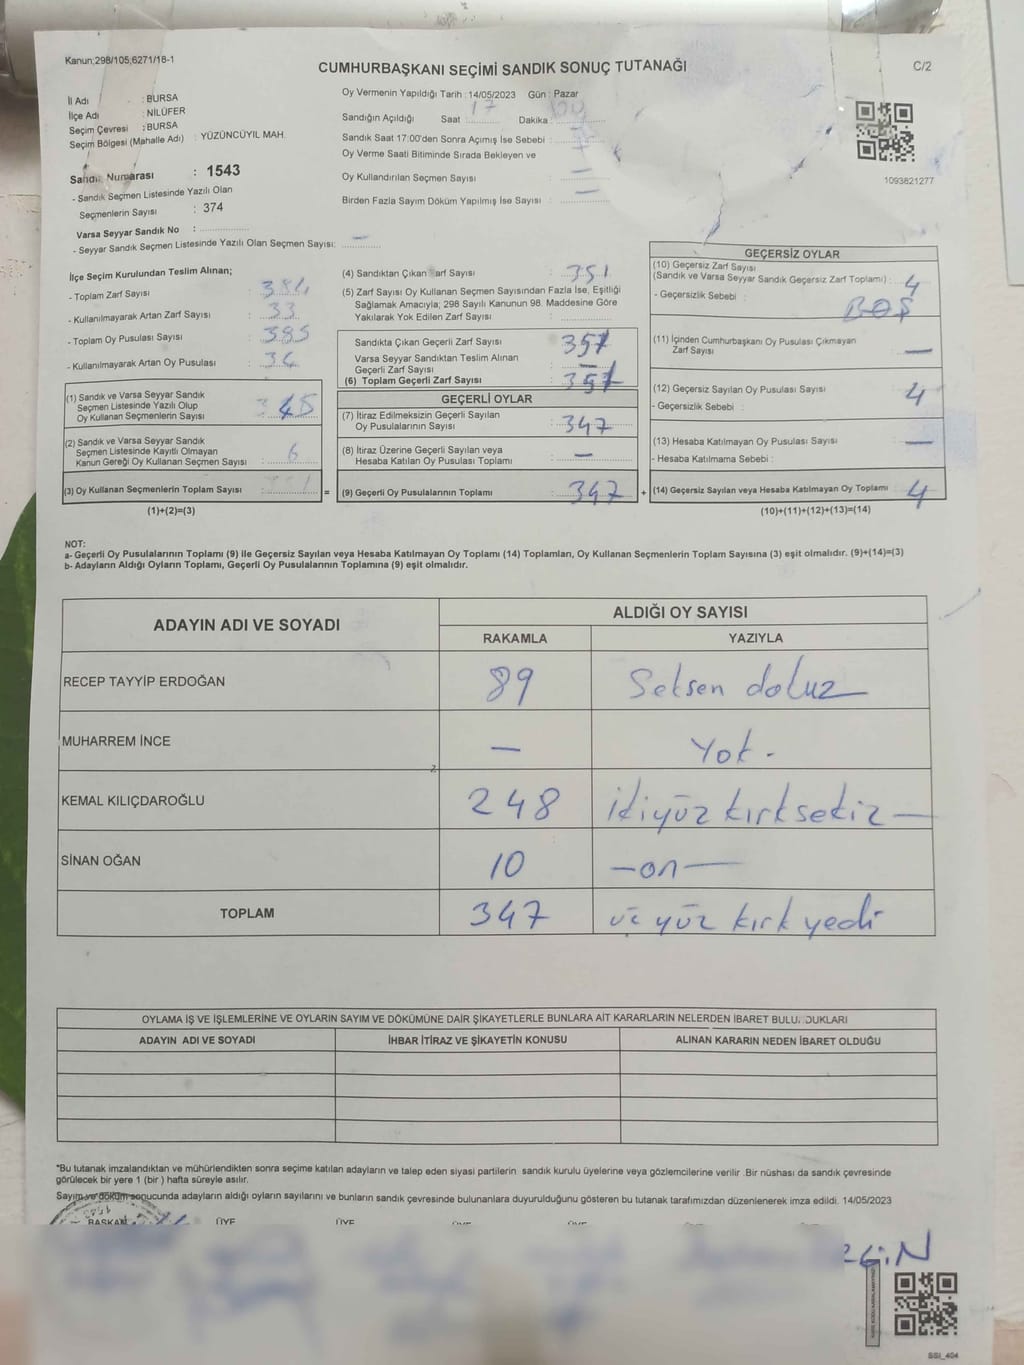 Kanun;298/105,6271/18-1
CUMHURBAŞKANI SEÇİMİ SANDIK SONUÇ TUTANAĞI
C/2
İl Adı : BURSA
İlçe Adı : NİLÜFER
Seçim Çevresi : BURSA
Seçim Bölgesi (Mahalle Adı) : YÜZÜNCÜYIL MAH.
Sandık Numarası : 1543
- Sandık Seçmen Listesinde Yazılı Olan
Seçmenlerin Sayısı : 374
Varsa Seyyar Sandık No :
- Seyyar Sandık Seçmen Listesinde Yazılı Olan Seçmen Sayısı: —
Oy Vermenin Yapıldığı Tarih : 14/05/2023 Gün : Pazar
Sandığın Açıldığı Saat : 17 Dakika :
Sandık Saat 17:00'den Sonra Açımış İse Sebebi :
Oy Verme Saati Bitiminde Sırada Bekleyen ve
Oy Kullandırılan Seçmen Sayısı : —
Birden Fazla Sayım Döküm Yapılmış İse Sayısı : —
1093821277
İlçe Seçim Kurulundan Teslim Alınan;
- Toplam Zarf Sayısı : 384
- Kullanılmayarak Artan Zarf Sayısı : 33
- Toplam Oy Pusulası Sayısı : 385
- Kullanılmayarak Artan Oy Pusulası : 34
(1) Sandık ve Varsa Seyyar Sandık
Seçmen Listesinde Yazılı Olup
Oy Kullanan Seçmenlerin Sayısı : 345
(2) Sandık ve Varsa Seyyar Sandık
Seçmen Listesinde Kayıtlı Olmayan
Kanun Gereği Oy Kullanan Seçmen Sayısı : 6
(3) Oy Kullanan Seçmenlerin Toplam Sayısı : 351
(1)+(2)=(3)
(4) Sandıktan Çıkan Zarf Sayısı : 351
(5) Zarf Sayısı Oy Kullanan Seçmen Sayısından Fazla İse, Eşitliği
Sağlamak Amacıyla; 298 Sayılı Kanunun 98. Maddesine Göre
Yakılarak Yok Edilen Zarf Sayısı :
Sandıkta Çıkan Geçerli Zarf Sayısı : 351
Varsa Seyyar Sandıktan Teslim Alınan
Geçerli Zarf Sayısı : —
(6) Toplam Geçerli Zarf Sayısı : 351
GEÇERLİ OYLAR
(7) İtiraz Edilmeksizin Geçerli Sayılan
Oy Pusulalarının Sayısı : 347
(8) İtiraz Üzerine Geçerli Sayılan veya
Hesaba Katılan Oy Pusulası Toplamı : —
= (9) Geçerli Oy Pusulalarının Toplamı : 347
GEÇERSİZ OYLAR
(10) Geçersiz Zarf Sayısı
(Sandık ve Varsa Seyyar Sandık Geçersiz Zarf Toplamı) : 4
- Geçersizlik Sebebi : BOŞ
(11) İçinden Cumhurbaşkanı Oy Pusulası Çıkmayan
Zarf Sayısı —
(12) Geçersiz Sayılan Oy Pusulası Sayısı 4
- Geçersizlik Sebebi :
(13) Hesaba Katılmayan Oy Pusulası Sayısı —
- Hesaba Katılmama Sebebi :
+ (14) Geçersiz Sayılan veya Hesaba Katılmayan Oy Toplamı 4
(10)+(11)+(12)+(13)=(14)
NOT:
a- Geçerli Oy Pusulalarının Toplamı (9) ile Geçersiz Sayılan veya Hesaba Katılmayan Oy Toplamı (14) Toplamları, Oy Kullanan Seçmenlerin Toplam Sayısına (3) eşit olmalıdır. (9)+(14)=(3)
b- Adayların Aldığı Oyların Toplamı, Geçerli Oy Pusulalarının Toplamına (9) eşit olmalıdır.
ADAYIN ADI VE SOYADI
ALDIĞI OY SAYISI
RAKAMLA YAZIYLA
RECEP TAYYİP ERDOĞAN 89 Seksen dokuz
MUHARREM İNCE — Yok -
KEMAL KILIÇDAROĞLU 248 ikiyüz kırksekiz —
SİNAN OĞAN 10 — on —
TOPLAM 347 üç yüz kırk yedi
OYLAMA İŞ VE İŞLEMLERİNE VE OYLARIN SAYIM VE DÖKÜMÜNE DAİR ŞİKAYETLERLE BUNLARA AİT KARARLARIN NELERDEN İBARET BULUNDUKLARI
ADAYIN ADI VE SOYADI İHBAR İTİRAZ VE ŞİKAYETİN KONUSU ALINAN KARARIN NEDEN İBARET OLDUĞU
*Bu tutanak imzalandıktan ve mühürlendikten sonra seçime katılan adayların ve talep eden siyasi partilerin sandık kurulu üyelerine veya gözlemcilerine verilir .Bir nüshası da sandık çevresinde
görülecek bir yere 1 (bir ) hafta süreyle asılır.
Sayım ve döküm sonucunda adayların aldığı oyların sayılarını ve bunların sandık çevresinde bulunanlara duyurulduğunu gösteren bu tutanak tarafımızdan düzenlenerek imza edildi. 14/05/2023
BAŞKAN ÜYE ÜYE
SSİ_404